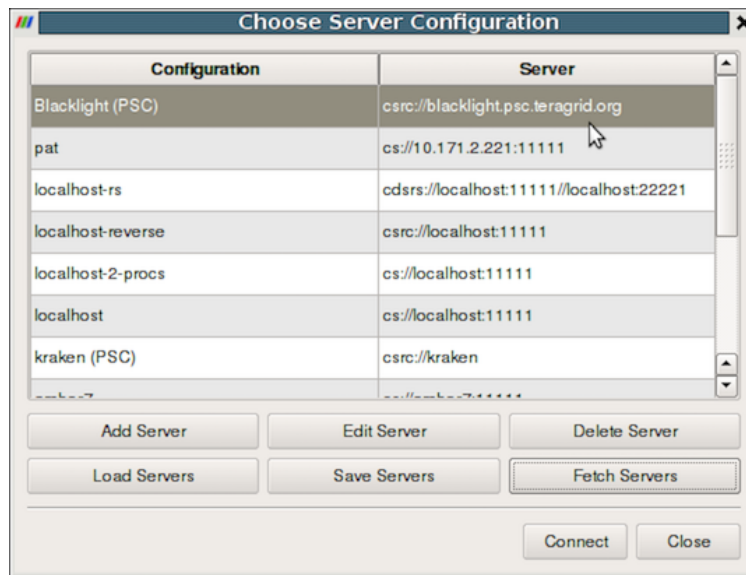 Choose Server Configuration
Configuration Server
Blacklight (PSC) csrc://blacklight.psc.teragrid.org
pat cs://10.171.2.221:11111
localhost-rs cdsrs://localhost:11111//localhost:22221
localhost-reverse csrc://localhost:11111
localhost-2-procs cs://localhost:11111
localhost cs://localhost:11111
kraken (PSC) csrc://kraken
Add Server Edit Server Delete Server
Load Servers Save Servers Fetch Servers
Connect Close